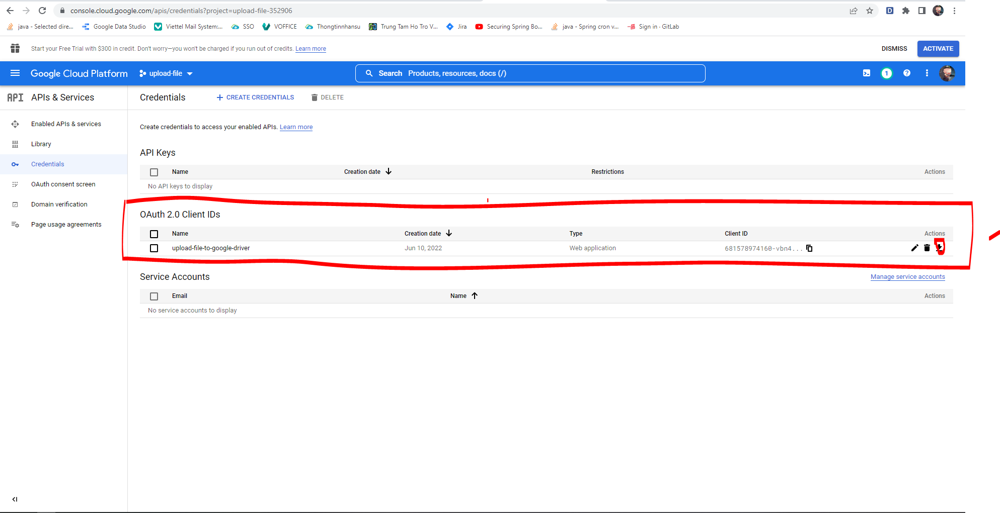 console.cloud.google.com/apis/credentials?project=upload-file-352906
java - Selected dire... Google Data Studio Viettel Mail System:... SSO VOFFICE Thongtinnhansu Trung Tam Ho Tro V... Jira Securing Spring Bo... java - Spring cron v... Sign in · GitLab
Start your Free Trial with $300 in credit. Don't worry—you won't be charged if you run out of credits. Learn more DISMISS ACTIVATE
Google Cloud Platform upload-file Search Products, resources, docs (/) 1
API APIs & Services
Enabled APIs & services
Library
Credentials
OAuth consent screen
Domain verification
Page usage agreements
Credentials CREATE CREDENTIALS DELETE
Create credentials to access your enabled APIs. Learn more
API Keys
Name Creation date Restrictions Actions
No API keys to display
OAuth 2.0 Client IDs
Name Creation date Type Client ID Actions
upload-file-to-google-driver Jun 10, 2022 Web application 681578974160-vbn4...
Service Accounts Manage service accounts
Email Name Actions
No service accounts to display